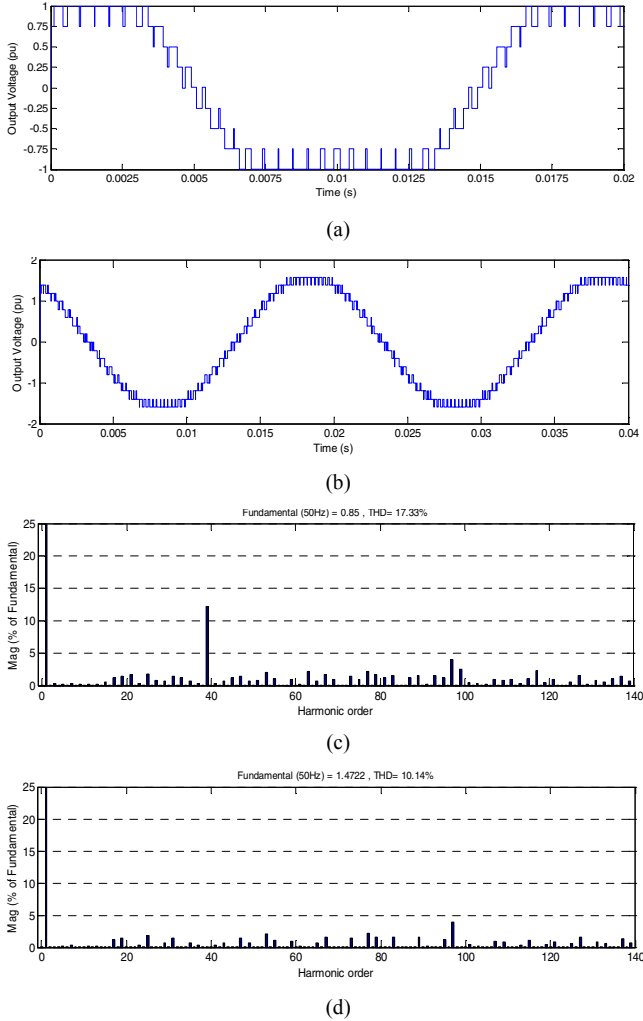 1
0.75
0.5
0.25
0
-0.5
-0.75
-1
Output Voltage (pu)
0 0.0025 0.005 0.0075 0.01 0.0125 0.015 0.0175 0.02
Time (s)
(a)
2
1
0
-1
-2
Output Voltage (pu)
0 0.005 0.01 0.015 0.02 0.025 0.03 0.035 0.04
Time (s)
(b)
Fundamental (50Hz) = 0.85 , THD= 17.33%
25
20
15
10
5
0
Mag (% of Fundamental)
0 20 40 60 80 100 120 140
Harmonic order
(c)
Fundamental (50Hz) = 1.4722 , THD= 10.14%
25
20
15
10
5
0
Mag (% of Fundamental)
0 20 40 60 80 100 120 140
Harmonic order
(d)